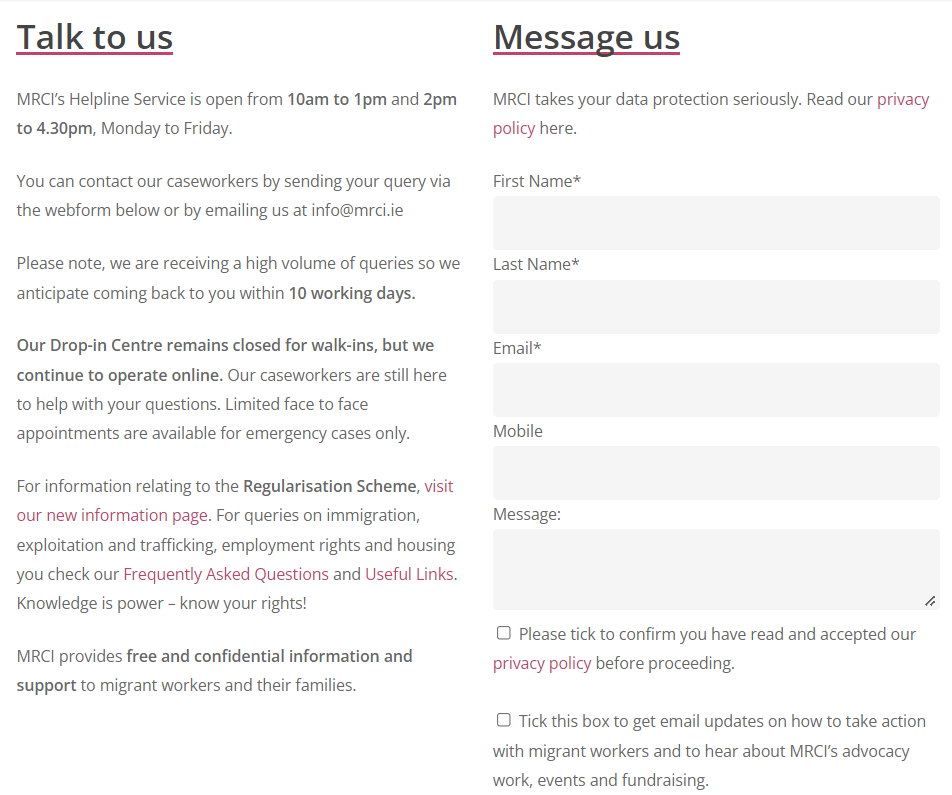 Talk to us
MRCI’s Helpline Service is open from 10am to 1pm and 2pm
to 4.30pm, Monday to Friday.
You can contact our caseworkers by sending your query via
the webform below or by emailing us at info@mrci.ie
Please note, we are receiving a high volume of queries so we
anticipate coming back to you within 10 working days.
Our Drop-in Centre remains closed for walk-ins, but we
continue to operate online. Our caseworkers are still here
to help with your questions. Limited face to face
appointments are available for emergency cases only.
For information relating to the Regularisation Scheme, visit
our new information page. For queries on immigration,
exploitation and trafficking, employment rights and housing
you check our Frequently Asked Questions and Useful Links.
Knowledge is power – know your rights!
MRCI provides free and confidential information and
support to migrant workers and their families.
Message us
MRCI takes your data protection seriously. Read our privacy
policy here.
First Name*
Last Name*
Email*
Mobile
Message:
Please tick to confirm you have read and accepted our
privacy policy before proceeding.
Tick this box to get email updates on how to take action
with migrant workers and to hear about MRCI’s advocacy
work, events and fundraising.